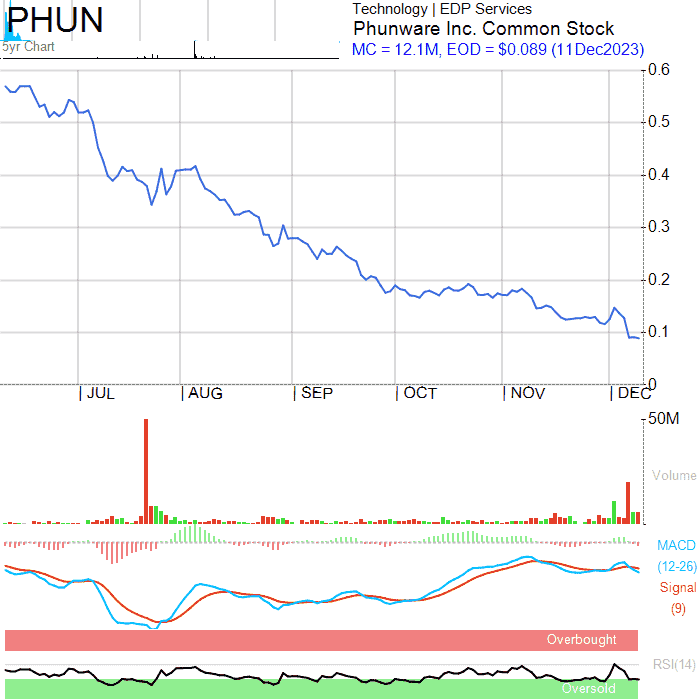 PHUN
5yr Chart
Technology | EDP Services
Phunware Inc. Common Stock
MC = 12.1M, EOD = $0.089 (11Dec2023)
0.6
0.5
0.4
0.3
0.2
0.1
0
| JUL | AUG | SEP | OCT | NOV | DEC
50M
Volume
MACD
(12-26)
Signal
(9)
Overbought
RSI(14)
Oversold